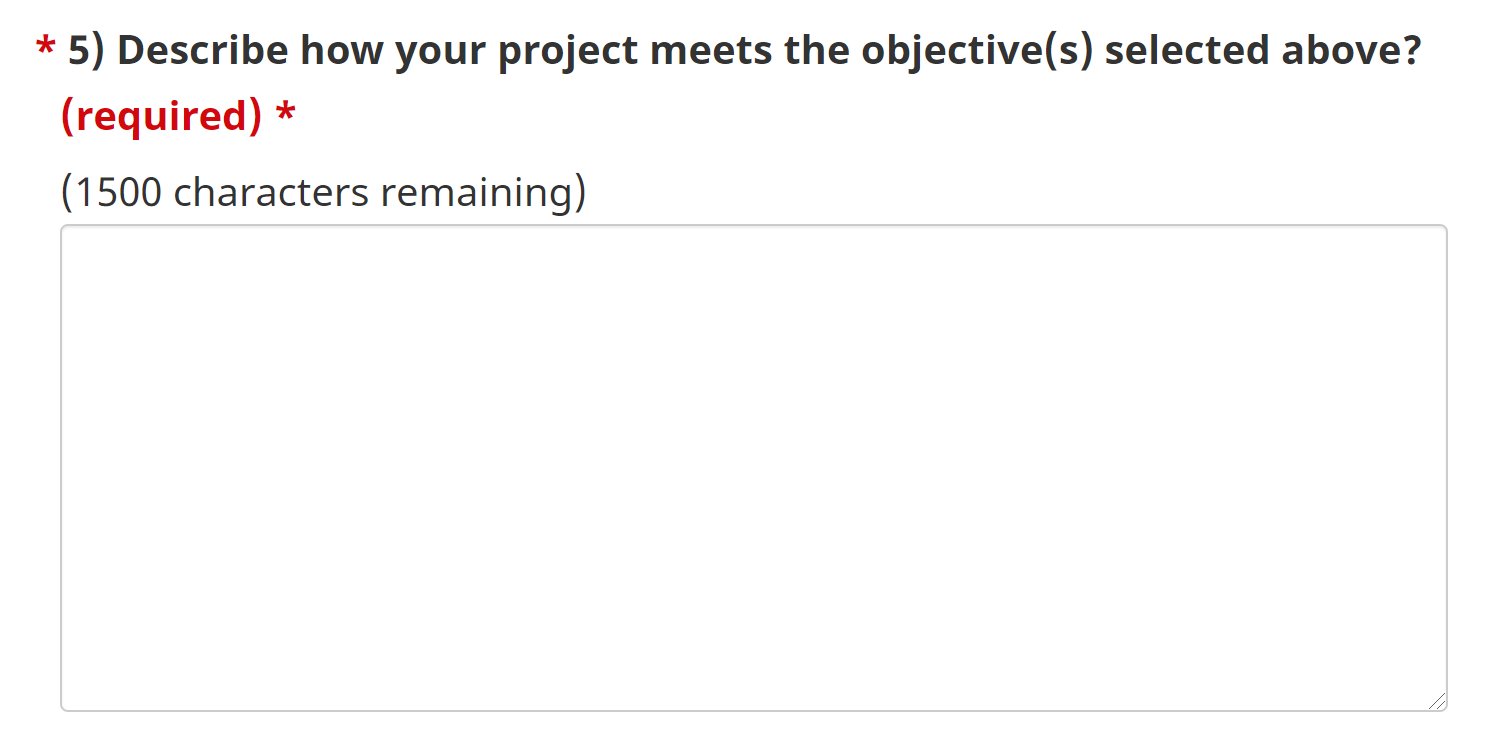 * 5) Describe how your project meets the objective(s) selected above?
(required) *
(1500 characters remaining)